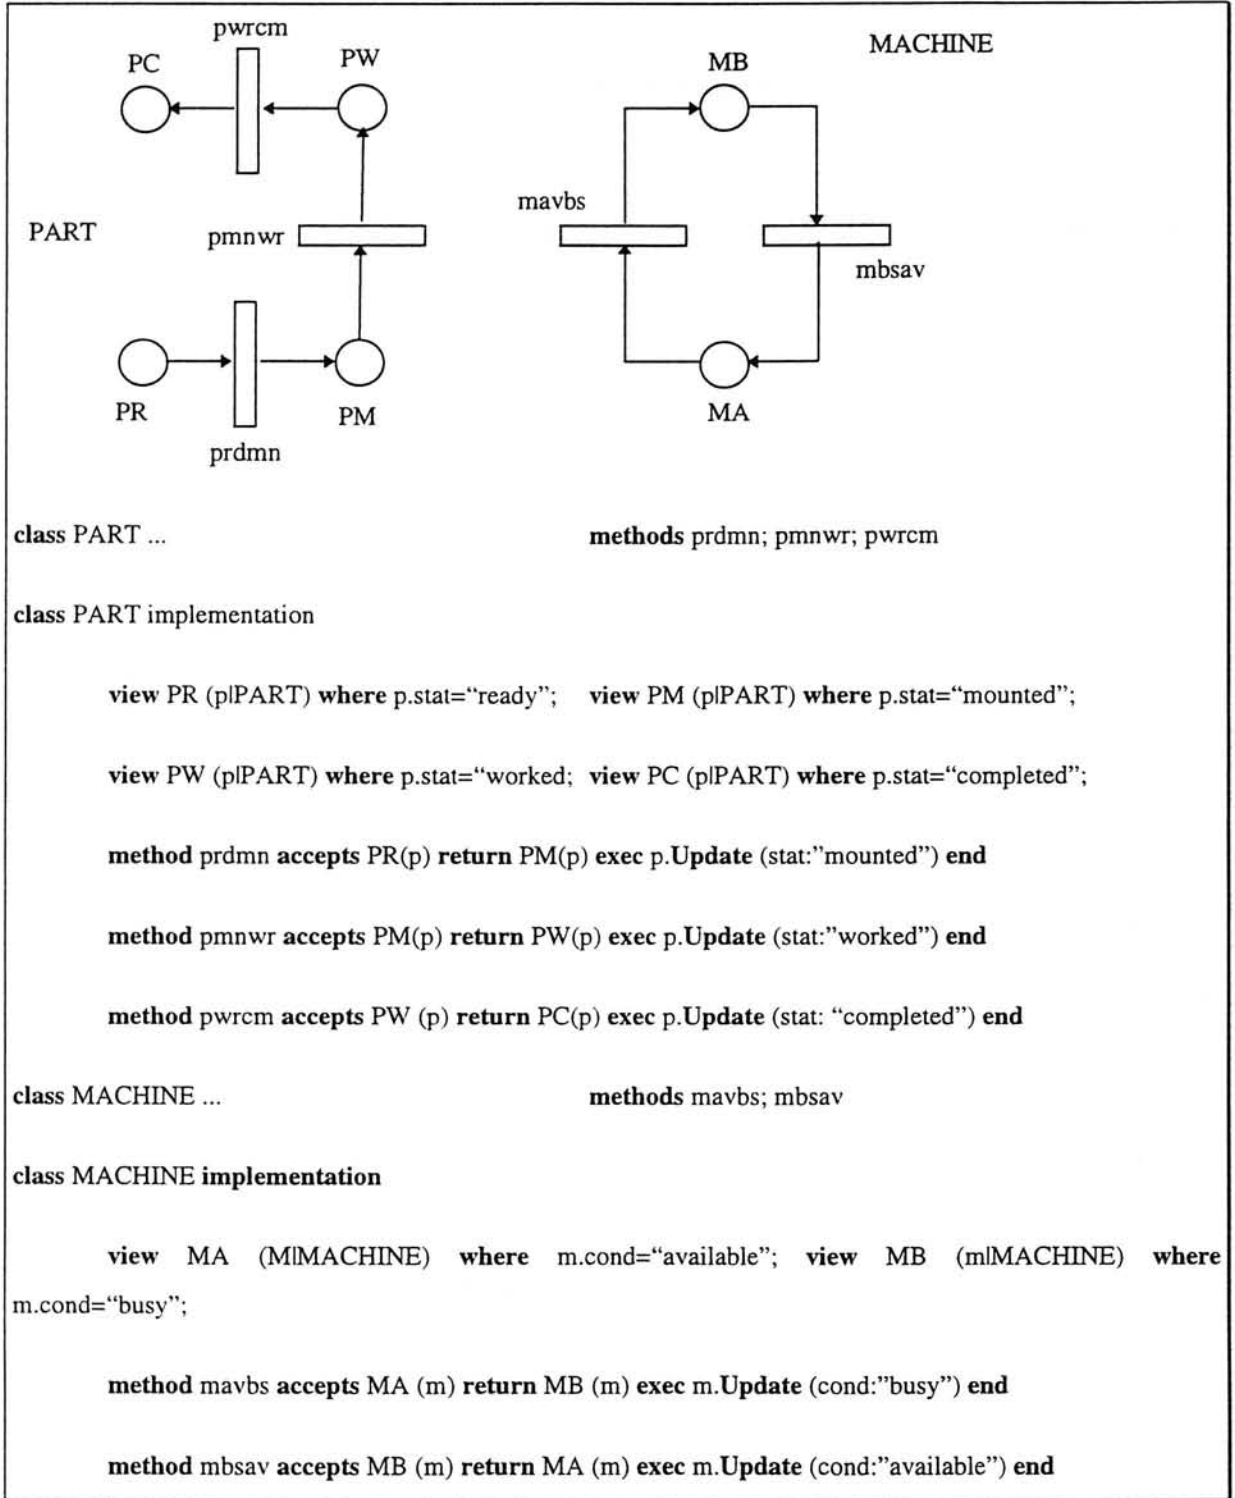 pwrcm
PC
PW
MB
MACHINE
mavbs
PART
pmnwr
mbsav
PR
PM
MA
prdmn
class PART ... methods prdmn; pmnwr; pwrcm
class PART implementation
view PR (p|PART) where p.stat=“ready”; view PM (p|PART) where p.stat=“mounted”;
view PW (p|PART) where p.stat=“worked; view PC (p|PART) where p.stat=“completed”;
method prdmn accepts PR(p) return PM(p) exec p.Update (stat:”mounted”) end
method pmnwr accepts PM(p) return PW(p) exec p.Update (stat:”worked”) end
method pwrcm accepts PW (p) return PC(p) exec p.Update (stat: “completed”) end
class MACHINE ... methods mavbs; mbsav
class MACHINE implementation
view MA (M|MACHINE) where m.cond=“available”; view MB (m|MACHINE) where
m.cond=“busy”;
method mavbs accepts MA (m) return MB (m) exec m.Update (cond:”busy”) end
method mbsav accepts MB (m) return MA (m) exec m.Update (cond:”available”) end